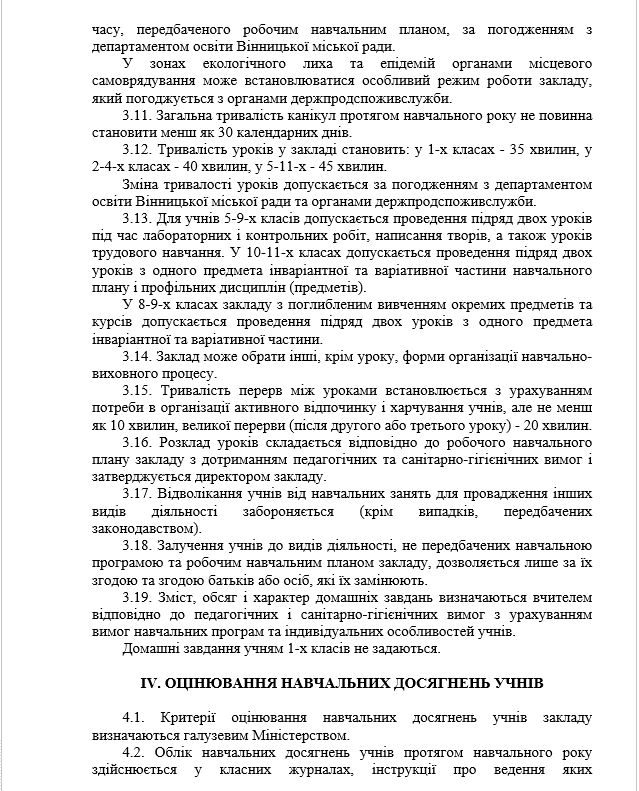 часу, передбаченого робочим навчальним планом, за погодженням з
департаментом освіти Вінницької міської ради.
У зонах екологічного лиха та епідемій органами місцевого
самоврядування може встановлюватися особливий режим роботи закладу,
який погоджується з органами держпродспоживслужби.
3.11. Загальна тривалість канікул протягом навчального року не повинна
становити менш як 30 календарних днів.
3.12. Тривалість уроків у закладі становить: у 1-х класах - 35 хвилин, у
2-4-х класах - 40 хвилин, у 5-11-х - 45 хвилин.
Зміна тривалості уроків допускається за погодженням з департаментом
освіти Вінницької міської ради та органами держпродспоживслужби.
3.13. Для учнів 5-9-х класів допускається проведення підряд двох уроків
під час лабораторних і контрольних робіт, написання творів, а також уроків
трудового навчання. У 10-11-х класах допускається проведення підряд двох
уроків з одного предмета інваріантної та варіативної частини навчального
плану і профільних дисциплін (предметів).
У 8-9-х класах закладу з поглибленим вивченням окремих предметів та
курсів допускається проведення підряд двох уроків з одного предмета
інваріантної та варіативної частини.
3.14. Заклад може обрати інші, крім уроку, форми організації навчально-
виховного процесу.
3.15. Тривалість перерв між уроками встановлюється з урахуванням
потреби в організації активного відпочинку і харчування учнів, але не менш
як 10 хвилин, великої перерви (після другого або третього уроку) - 20 хвилин.
3.16. Розклад уроків складається відповідно до робочого навчального
плану закладу з дотриманням педагогічних та санітарно-гігієнічних вимог і
затверджується директором закладу.
3.17. Відволікання учнів від навчальних занять для провадження інших
видів діяльності забороняється (крім випадків, передбачених
законодавством).
3.18. Залучення учнів до видів діяльності, не передбачених навчальною
програмою та робочим навчальним планом закладу, дозволяється лише за їх
згодою та згодою батьків або осіб, які їх замінюють.
3.19. Зміст, обсяг і характер домашніх завдань визначаються вчителем
відповідно до педагогічних і санітарно-гігієнічних вимог з урахуванням
вимог навчальних програм та індивідуальних особливостей учнів.
Домашні завдання учням 1-х класів не задаються.
IV. ОЦІНЮВАННЯ НАВЧАЛЬНИХ ДОСЯГНЕНЬ УЧНІВ
4.1. Критерії оцінювання навчальних досягнень учнів закладу
визначаються галузевим Міністерством.
4.2. Облік навчальних досягнень учнів протягом навчального року
здійснюється у класних журналах, інструкції про ведення яких